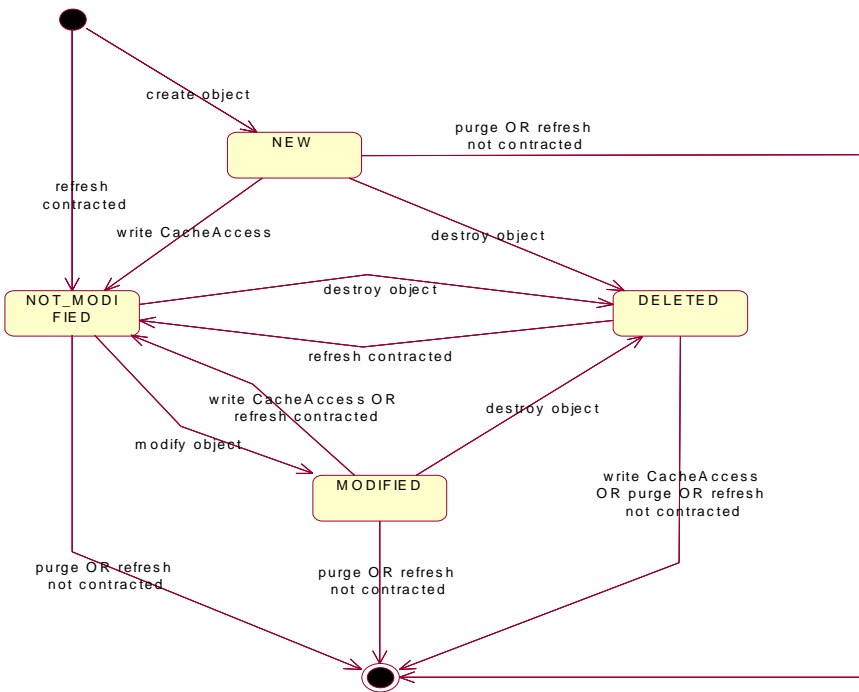 create object
NEW
purge OR refresh
not contracted
refresh
contracted
write CacheAccess
destroy object
NOT_MODI
FIED
destroy object
DELETED
refresh contracted
write CacheAccess OR
refresh contracted
destroy object
modify object
MODIFIED
write CacheAccess
OR purge OR refresh
not contracted
purge OR refresh
not contracted
purge OR refresh
not contracted